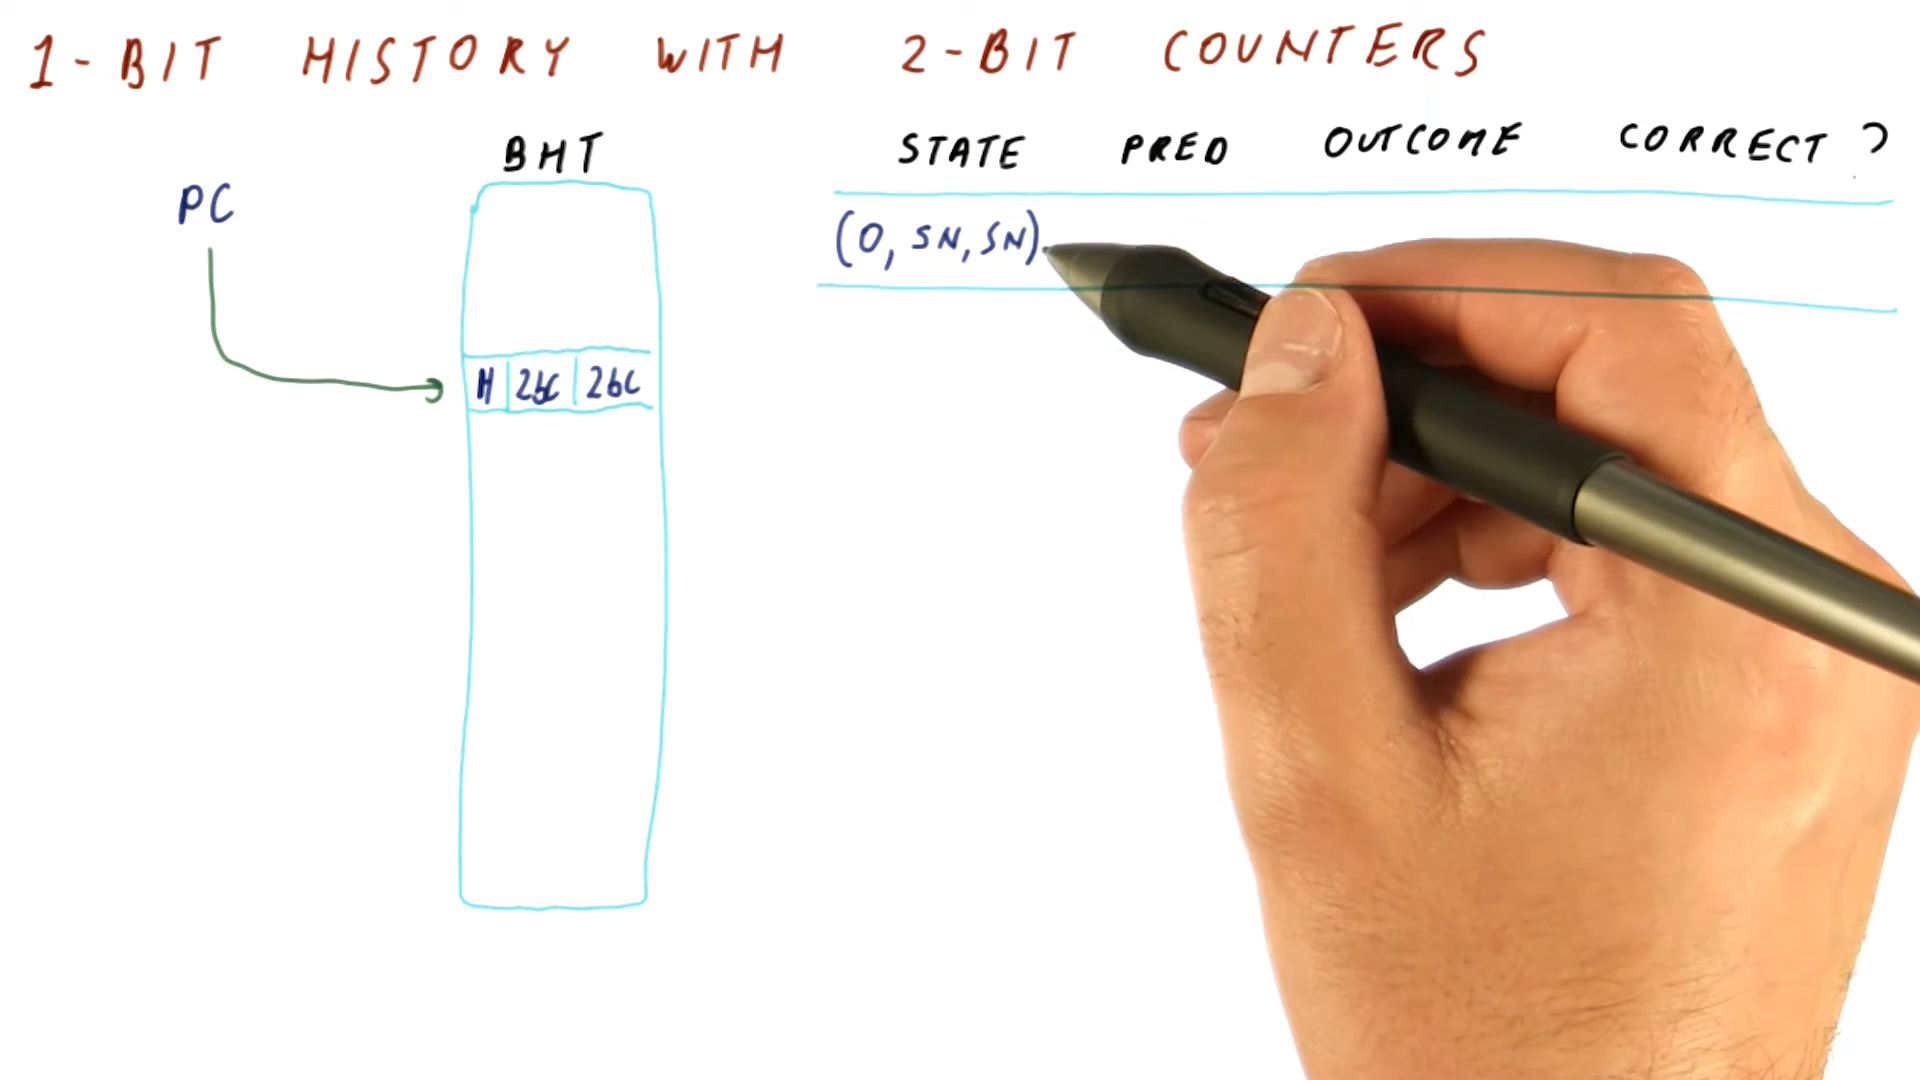 1-BIT HISTORY WITH 2-BIT COUNTERS
BHT
STATE PRED OUTCOME CORRECT ?
PC
(0, SN, SN)
H 2bC 2bC